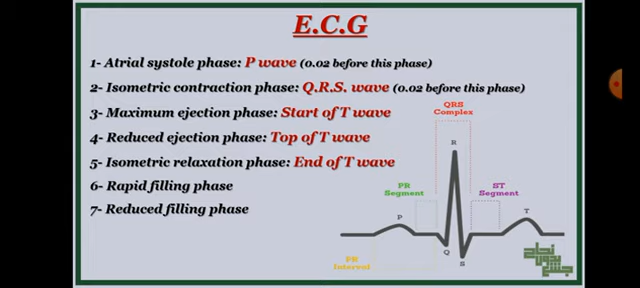 E.C.G
1- Atrial systole phase: P wave (0.02 before this phase)
2- Isometric contraction phase: Q.R.S. wave (0.02 before this phase)
3- Maximum ejection phase: Start of T wave
4- Reduced ejection phase: Top of T wave
5- Isometric relaxation phase: End of T wave
6- Rapid filling phase
7- Reduced filling phase
QRS
Complex
R
PR
Segment
ST
Segment
P
T
Q
S
PR
Interval